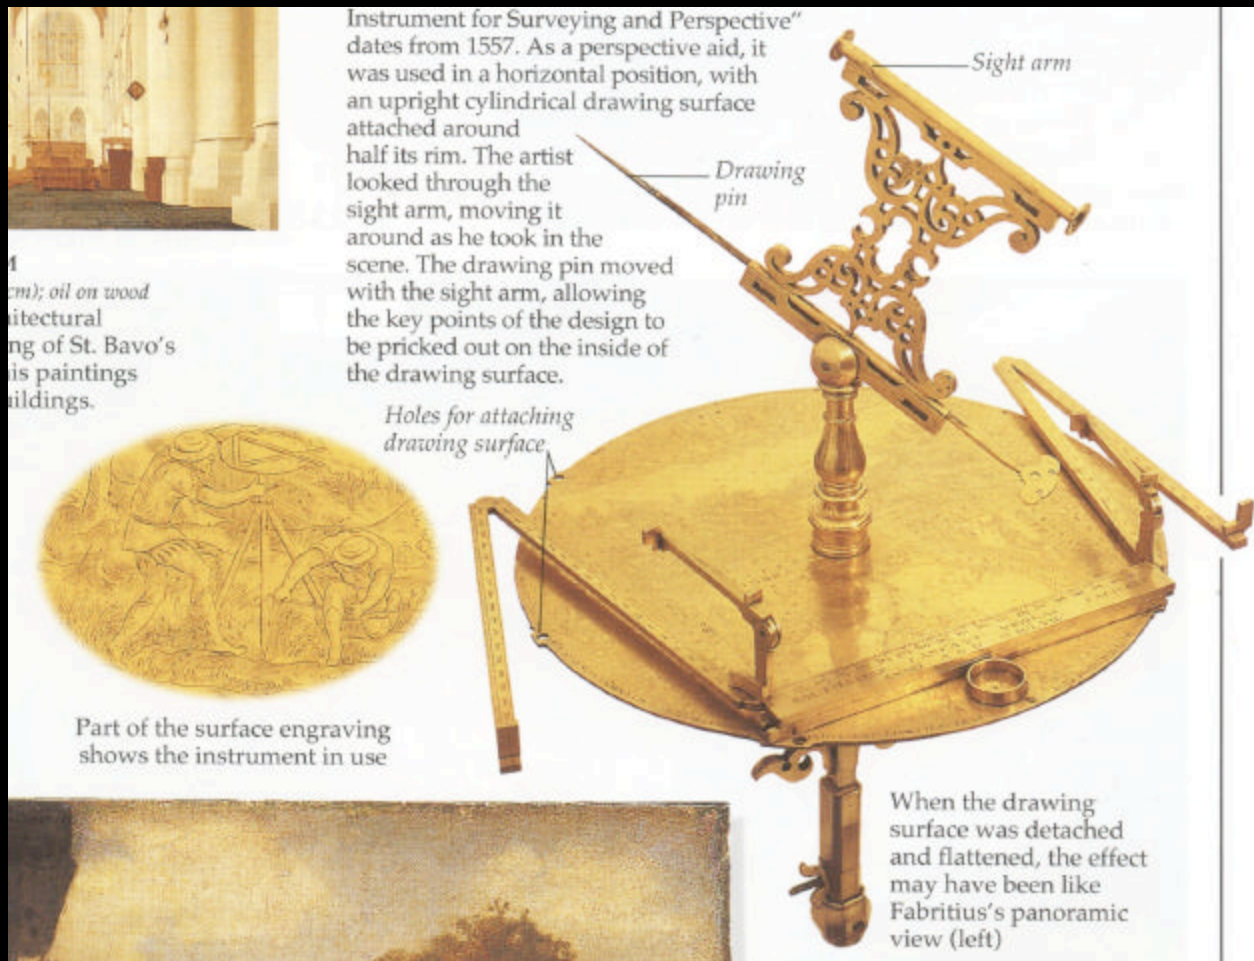 Instrument for Surveying and Perspective"
dates from 1557. As a perspective aid, it
was used in a horizontal position, with
an upright cylindrical drawing surface
attached around
half its rim. The artist
looked through the
sight arm, moving it
around as he took in the
scene. The drawing pin moved
with the sight arm, allowing
the key points of the design to
be pricked out on the inside of
the drawing surface.
Sight arm
Drawing
pin
M
cm); oil on wood
itectural
ng of St. Bavo's
is paintings
ildings.
Holes for attaching
drawing surface
Part of the surface engraving
shows the instrument in use
When the drawing
surface was detached
and flattened, the effect
may have been like
Fabritius's panoramic
view (left)